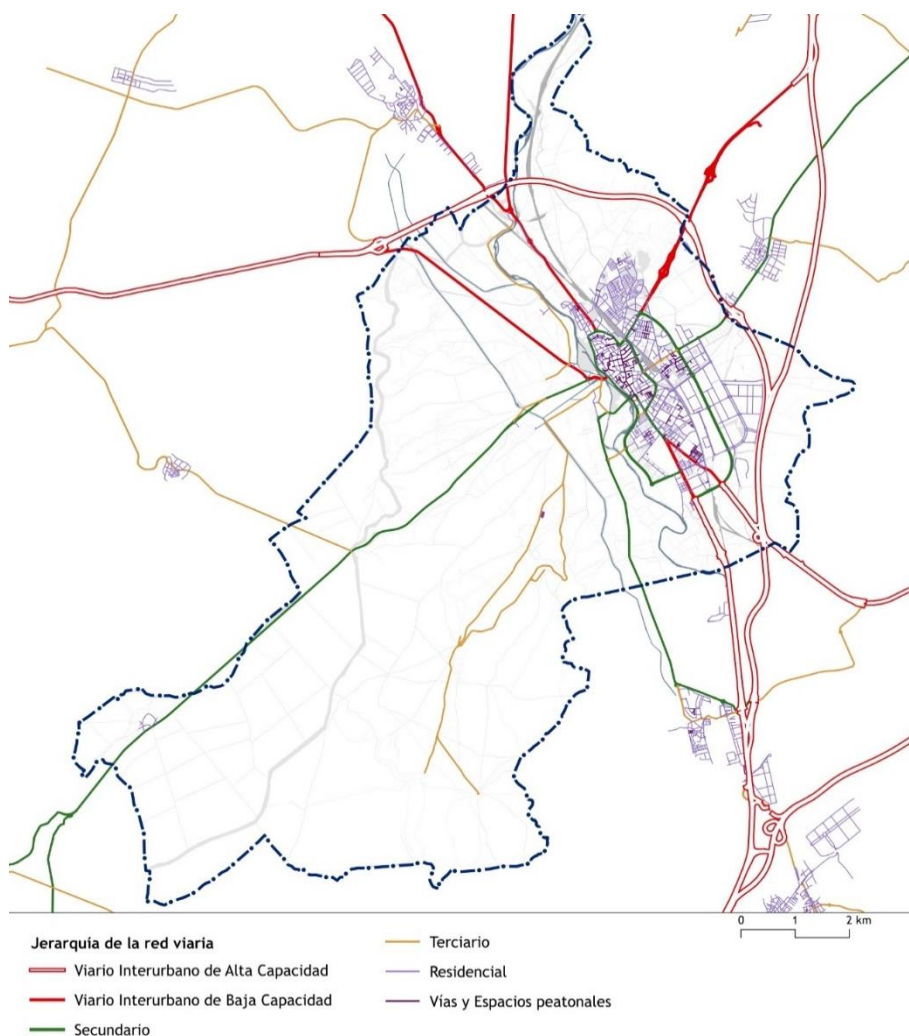 0 1 2 km
Jerarquía de la red viaria
Viario Interurbano de Alta Capacidad
Viario Interurbano de Baja Capacidad
Secundario
Terciario
Residencial
Vías y Espacios peatonales